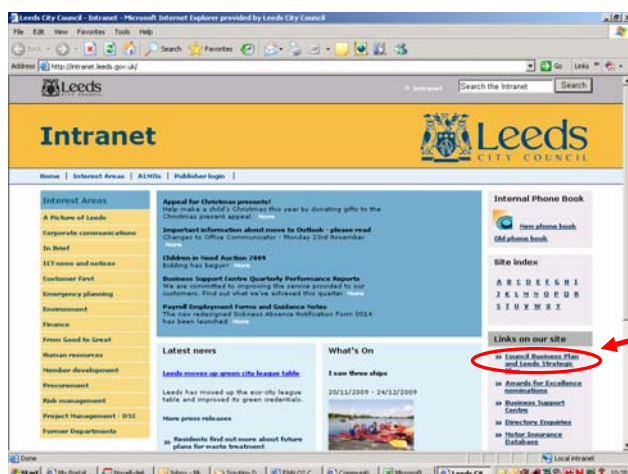 Leeds City Council - Intranet - Microsoft Internet Explorer provided by Leeds City Council
File Edit View Favorites Tools Help
Search Favorites
Address http://intranet.leeds.gov.uk/ Go Links
Leeds
CITY COUNCIL
Intranet
Search the Intranet
Search
Intranet
Leeds
CITY COUNCIL
Home | Interest Areas | ALMOs | Publisher login |
Interest Areas
A Picture of Leeds
Corporate communications
In Brief
ICT news and notices
Customer First
Emergency planning
Environment
Finance
From Good to Great
Human resources
Member development
Procurement
Risk management
Project Management - DSC
Former Departments
Appeal for Christmas presents!
Help make a child's Christmas this year by donating gifts to the
Christmas present appeal. More
Important information about move to Outlook - please read
Changes to Office Communicator - Monday 23rd November
More
Children in Need Auction 2009
Bidding has begun! More
Business Support Centre Quarterly Performance Reports
We are committed to improving the service provided to our
customers. Find out what we've achieved this quarter. More
Payroll Employment Forms and Guidance Notes
The new redesigned Sickness Absence Notification Form DG14
has been launched. More
Latest news
Leeds moves up green city league table
Leeds has moved up the eco-city league
table and improved its green credentials.
More press releases
» Residents find out more about future
plans for waste treatment
What's On
I saw three ships
20/11/2009 - 24/12/2009
Internal Phone Book
New phone book
Old phone book
Site index
A B C D E F G H I
J K L M N O P Q R
S T U V W X Y
Links on our site
» Council Business Plan
and Leeds Strategic
» Awards for Excellence
nominations
» Business Support
Centre
» Directory Enquiries
» Motor Insurance
Database
Done
Local intranet
Start